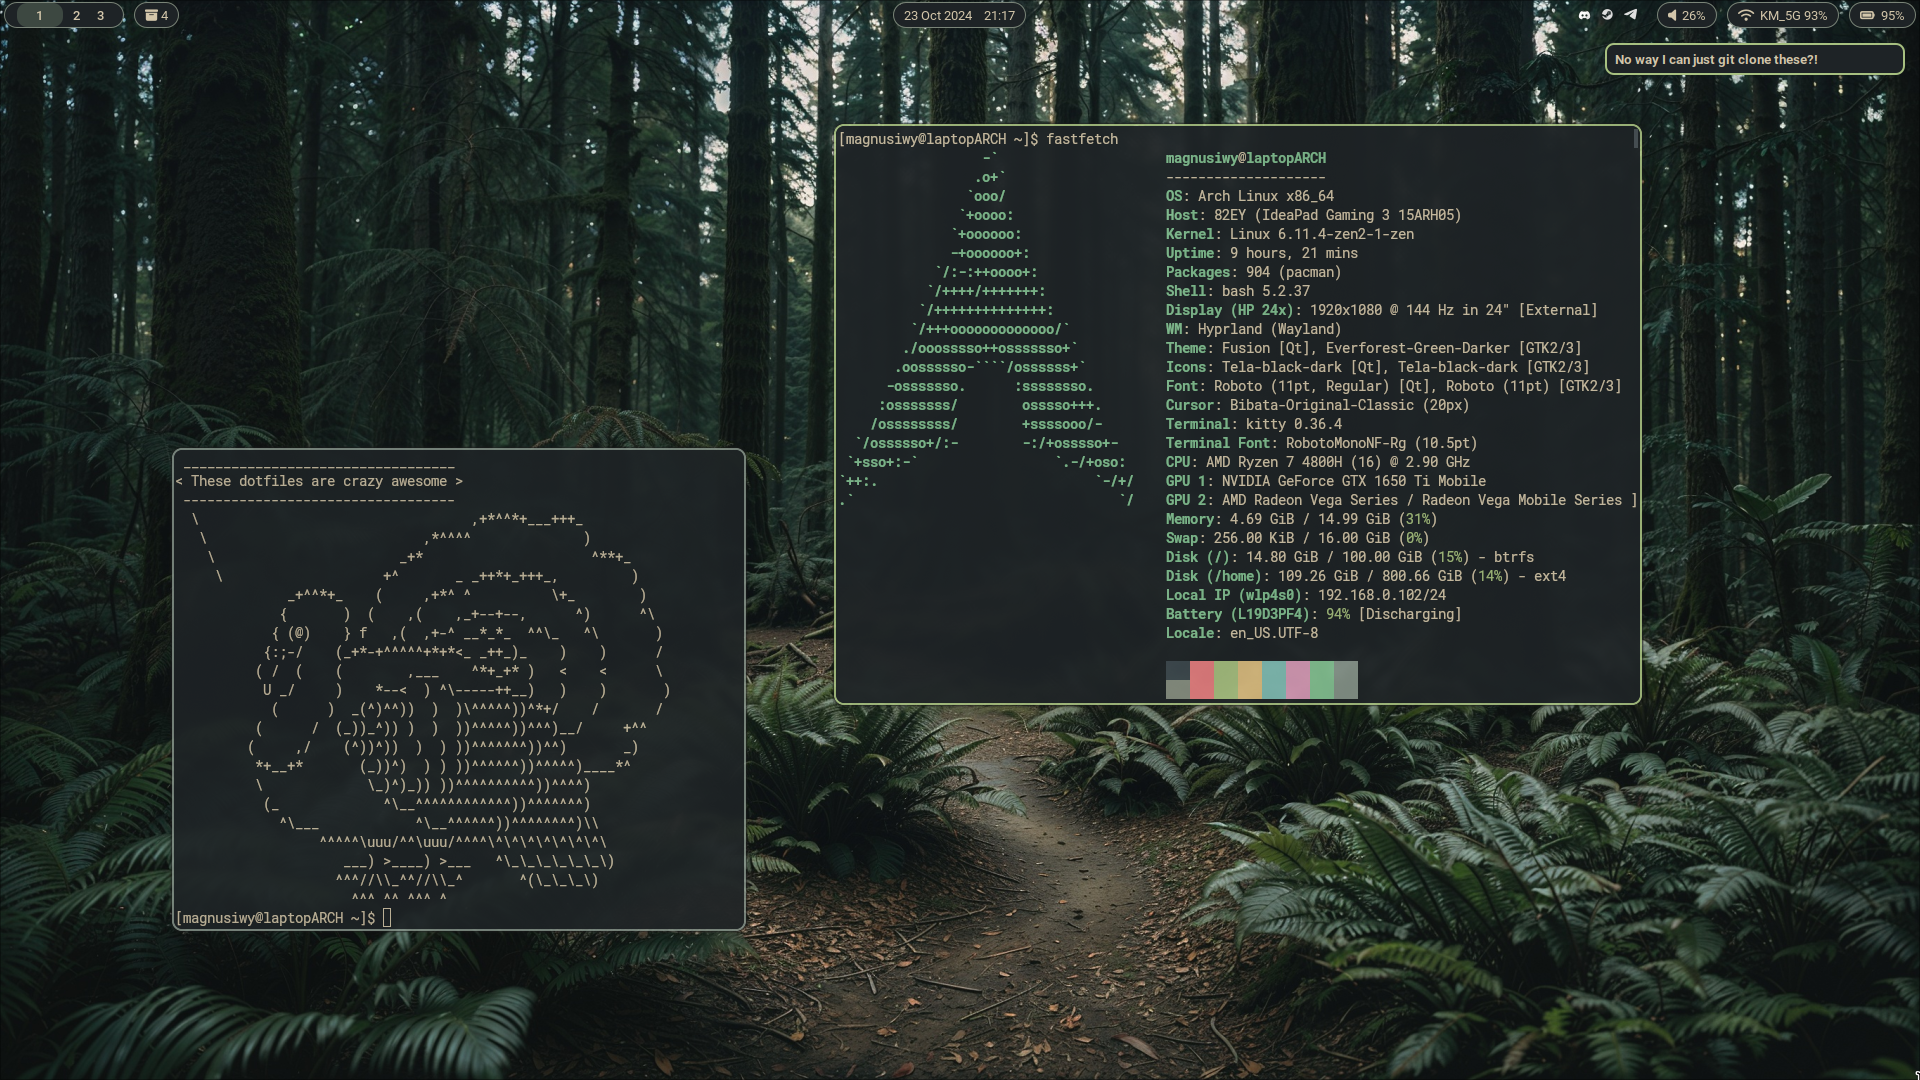 1 2 3 4 23 Oct 2024 21:17 26% KM_5G 93% 95%
No way I can just git clone these?!
[magnusiwy@laptopARCH ~]$ fastfetch
magnusiwy@laptopARCH
-------------------
OS: Arch Linux x86_64
Host: 82EY (IdeaPad Gaming 3 15ARH05)
Kernel: Linux 6.11.4-zen2-1-zen
Uptime: 9 hours, 21 mins
Packages: 904 (pacman)
Shell: bash 5.2.37
Display (HP 24x): 1920x1080 @ 144 Hz in 24" [External]
WM: Hyprland (Wayland)
Theme: Fusion [Qt], Everforest-Green-Darker [GTK2/3]
Icons: Tela-black-dark [Qt], Tela-black-dark [GTK2/3]
Font: Roboto (11pt, Regular) [Qt], Roboto (11pt) [GTK2/3]
Cursor: Bibata-Original-Classic (20px)
Terminal: kitty 0.36.4
Terminal Font: RobotoMonoNF-Rg (10.5pt)
CPU: AMD Ryzen 7 4800H (16) @ 2.90 GHz
GPU 1: NVIDIA GeForce GTX 1650 Ti Mobile
GPU 2: AMD Radeon Vega Series / Radeon Vega Mobile Series ]
Memory: 4.69 GiB / 14.99 GiB (31%)
Swap: 256.00 KiB / 16.00 GiB (0%)
Disk (/): 14.80 GiB / 100.00 GiB (15%) - btrfs
Disk (/home): 109.26 GiB / 800.66 GiB (14%) - ext4
Local IP (wlp4s0): 192.168.0.102/24
Battery (L19D3PF4): 94% [Discharging]
Locale: en_US.UTF-8
< These dotfiles are crazy awesome >
[magnusiwy@laptopARCH ~]$